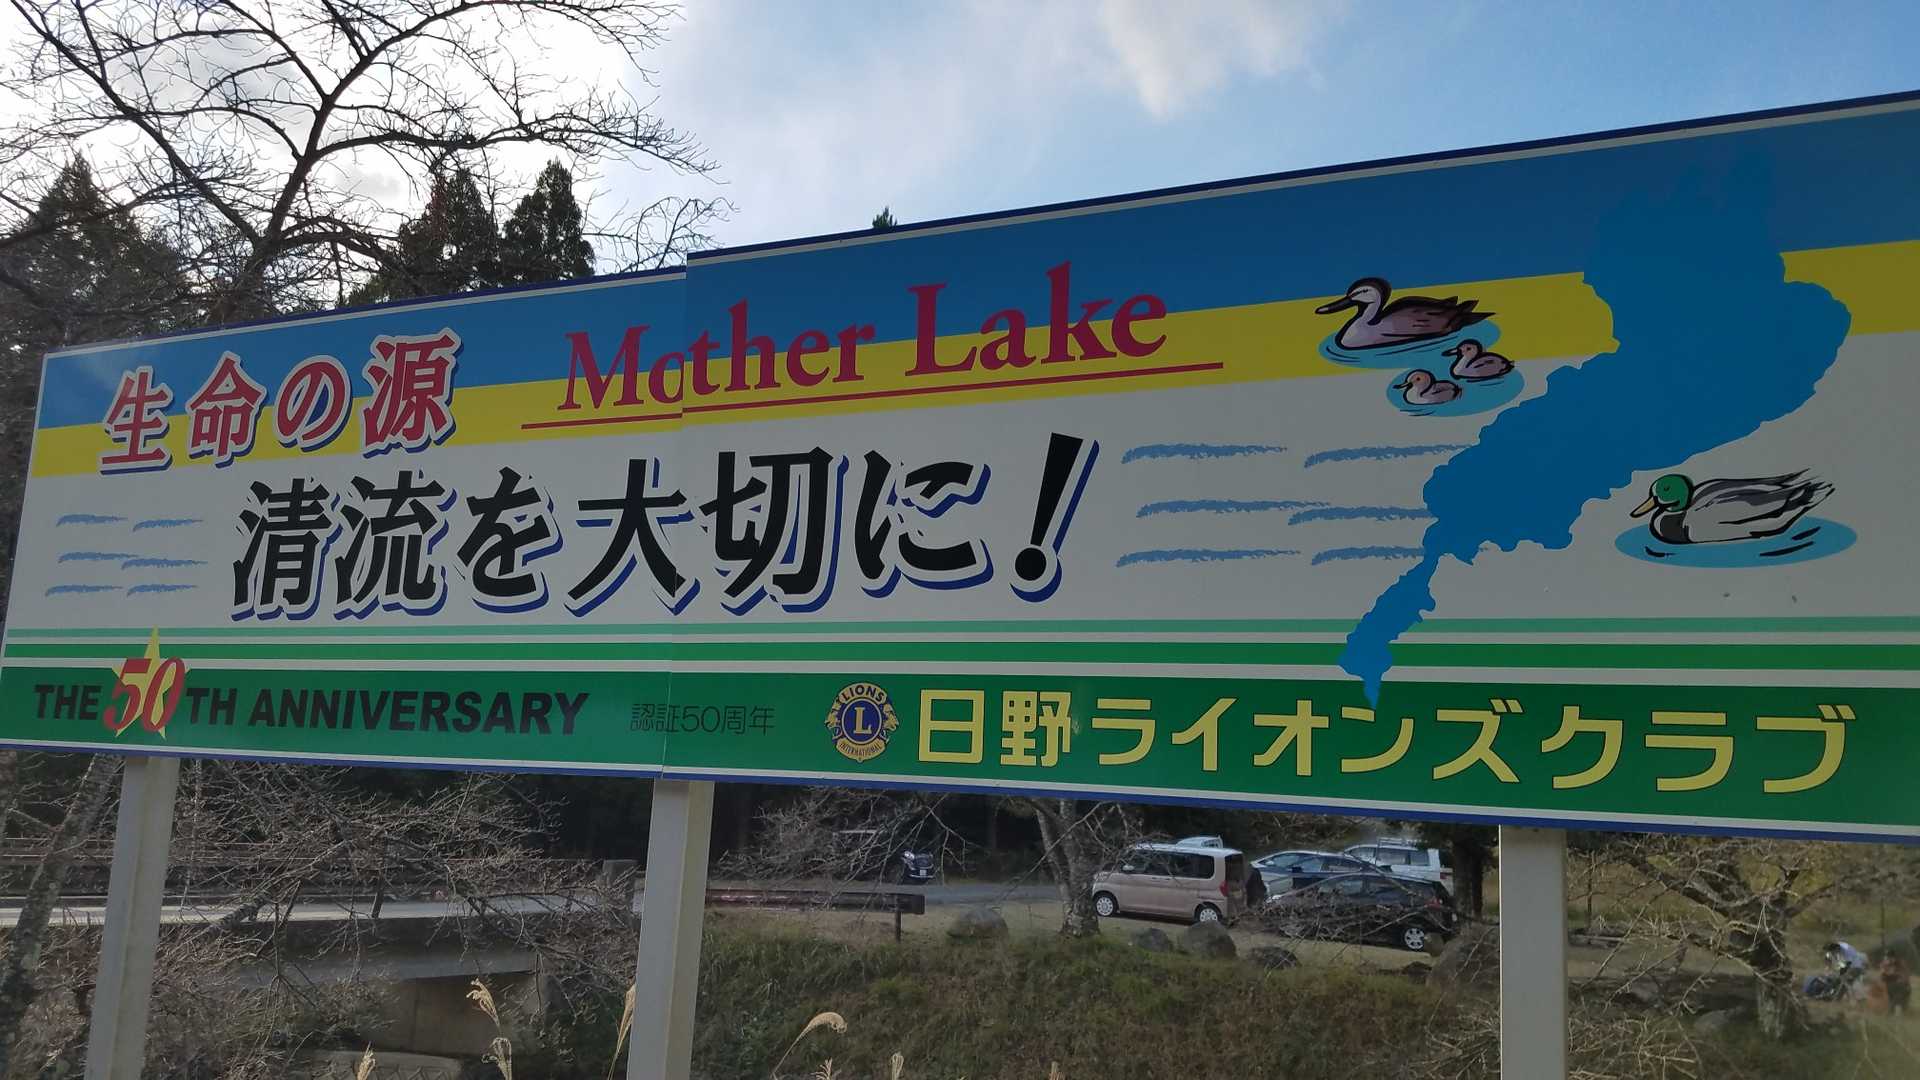 生命の源 Mother Lake
清流を大切に!
THE 50TH ANNIVERSARY 認証50周年 LIONS L INTERNATIONAL 日野ライオンズクラブ